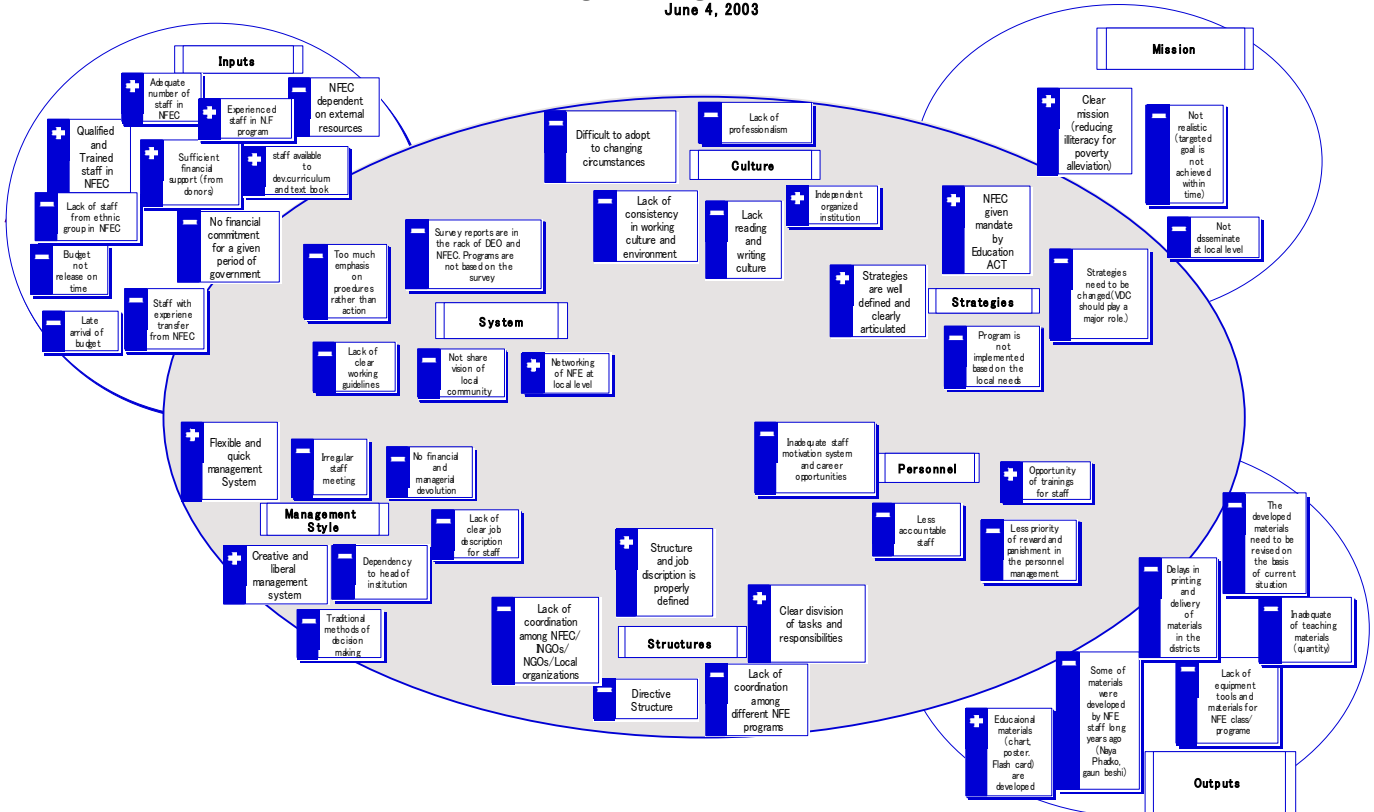 June 4, 2003
Inputs
Adequate
number of
staff in
NFEC
Experienced
staff in N.F
program
NFEC
dependent
on external
resources
Qualified
and
Trained
staff in
NFEC
Sufficient
financial
support (from
donors)
staff available
to
dev.curriculum
and text book
Lack of staff
from ethnic
group in NFEC
No financial
commitment
for a given
period of
government
Budget
not
release on
time
Staff with
experiene
transfer
from NFEC
Late
arrival of
budget
Mission
Clear
mission
(reducing
illiteracy for
poverty
alleviation)
Not
realistic
(targeted
goal is
not
achieved
within
time)
Not
disseminate
at local level
Difficult to adopt
to changing
circumstances
Lack of
professionalism
Culture
Lack of
consistency
in working
culture and
environment
Lack
reading
and
writing
culture
Independent
organized
institution
Too much
emphasis
on
proedures
rather than
action
Survey reports are in
the rack of DEO and
NFEC. Programs are
not based on the
survey
System
Lack of
clear
working
guidelines
Not share
vision of
local
community
Networking
of NFE at
local level
NFEC
given
mandate
by
Education
ACT
Strategies
are well
defined and
clearly
articulated
Strategies
Strategies
need to be
changed.(VDC
should play a
major role.)
Program is
not
implemented
based on the
local needs
Flexible and
quick
management
System
Irregular
staff
meeting
No financial
and
managerial
devolution
Management
Style
Lack of
clear job
description
for staff
Creative and
liberal
management
system
Dependency
to head of
institution
Traditional
methods of
decision
making
Inadequate staff
motivation system
and career
opportunities
Personnel
Opportunity
of trainings
for staff
Less
accountable
staff
Less priority
of reward and
panishment in
the personnel
management
Structure
and job
discription is
properly
defined
Clear disvision
of tasks and
responsibilities
Lack of
coordination
among NFEC/
INGOs/
NGOs/Local
organizations
Structures
Directive
Structure
Lack of
coordination
among
different NFE
programs
The
developed
materials
need to be
revised on
the basis
of current
situation
Delays in
printing
and
delivery
of
materials
in the
districts
Inadequate
of teaching
materials
(quantity)
Some of
materials
were
developed
by NFE
staff long
years ago
(Naya
Phadko,
gaun beshi)
Lack of
equipment
tools and
materials for
NFE class/
programe
Educaional
materials
(chart,
poster.
Flash card)
are
developed
Outputs